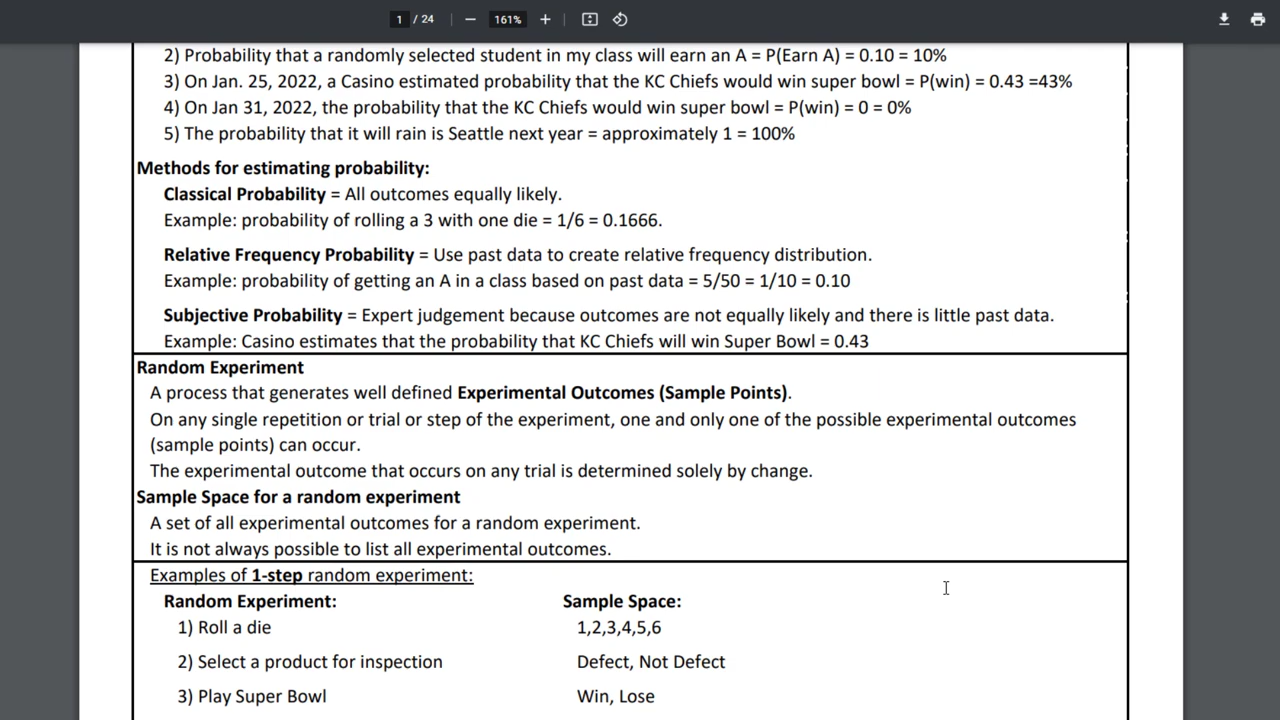 1 / 24
161%
2) Probability that a randomly selected student in my class will earn an A = P(Earn A) = 0.10 = 10%
3) On Jan. 25, 2022, a Casino estimated probability that the KC Chiefs would win super bowl = P(win) = 0.43 =43%
4) On Jan 31, 2022, the probability that the KC Chiefs would win super bowl = P(win) = 0 = 0%
5) The probability that it will rain is Seattle next year = approximately 1 = 100%
Methods for estimating probability:
Classical Probability = All outcomes equally likely.
Example: probability of rolling a 3 with one die = 1/6 = 0.1666.
Relative Frequency Probability = Use past data to create relative frequency distribution.
Example: probability of getting an A in a class based on past data = 5/50 = 1/10 = 0.10
Subjective Probability = Expert judgement because outcomes are not equally likely and there is little past data.
Example: Casino estimates that the probability that KC Chiefs will win Super Bowl = 0.43
Random Experiment
A process that generates well defined Experimental Outcomes (Sample Points).
On any single repetition or trial or step of the experiment, one and only one of the possible experimental outcomes
(sample points) can occur.
The experimental outcome that occurs on any trial is determined solely by change.
Sample Space for a random experiment
A set of all experimental outcomes for a random experiment.
It is not always possible to list all experimental outcomes.
Examples of 1-step random experiment:
Random Experiment: Sample Space:
1) Roll a die 1,2,3,4,5,6
2) Select a product for inspection Defect, Not Defect
3) Play Super Bowl Win, Lose